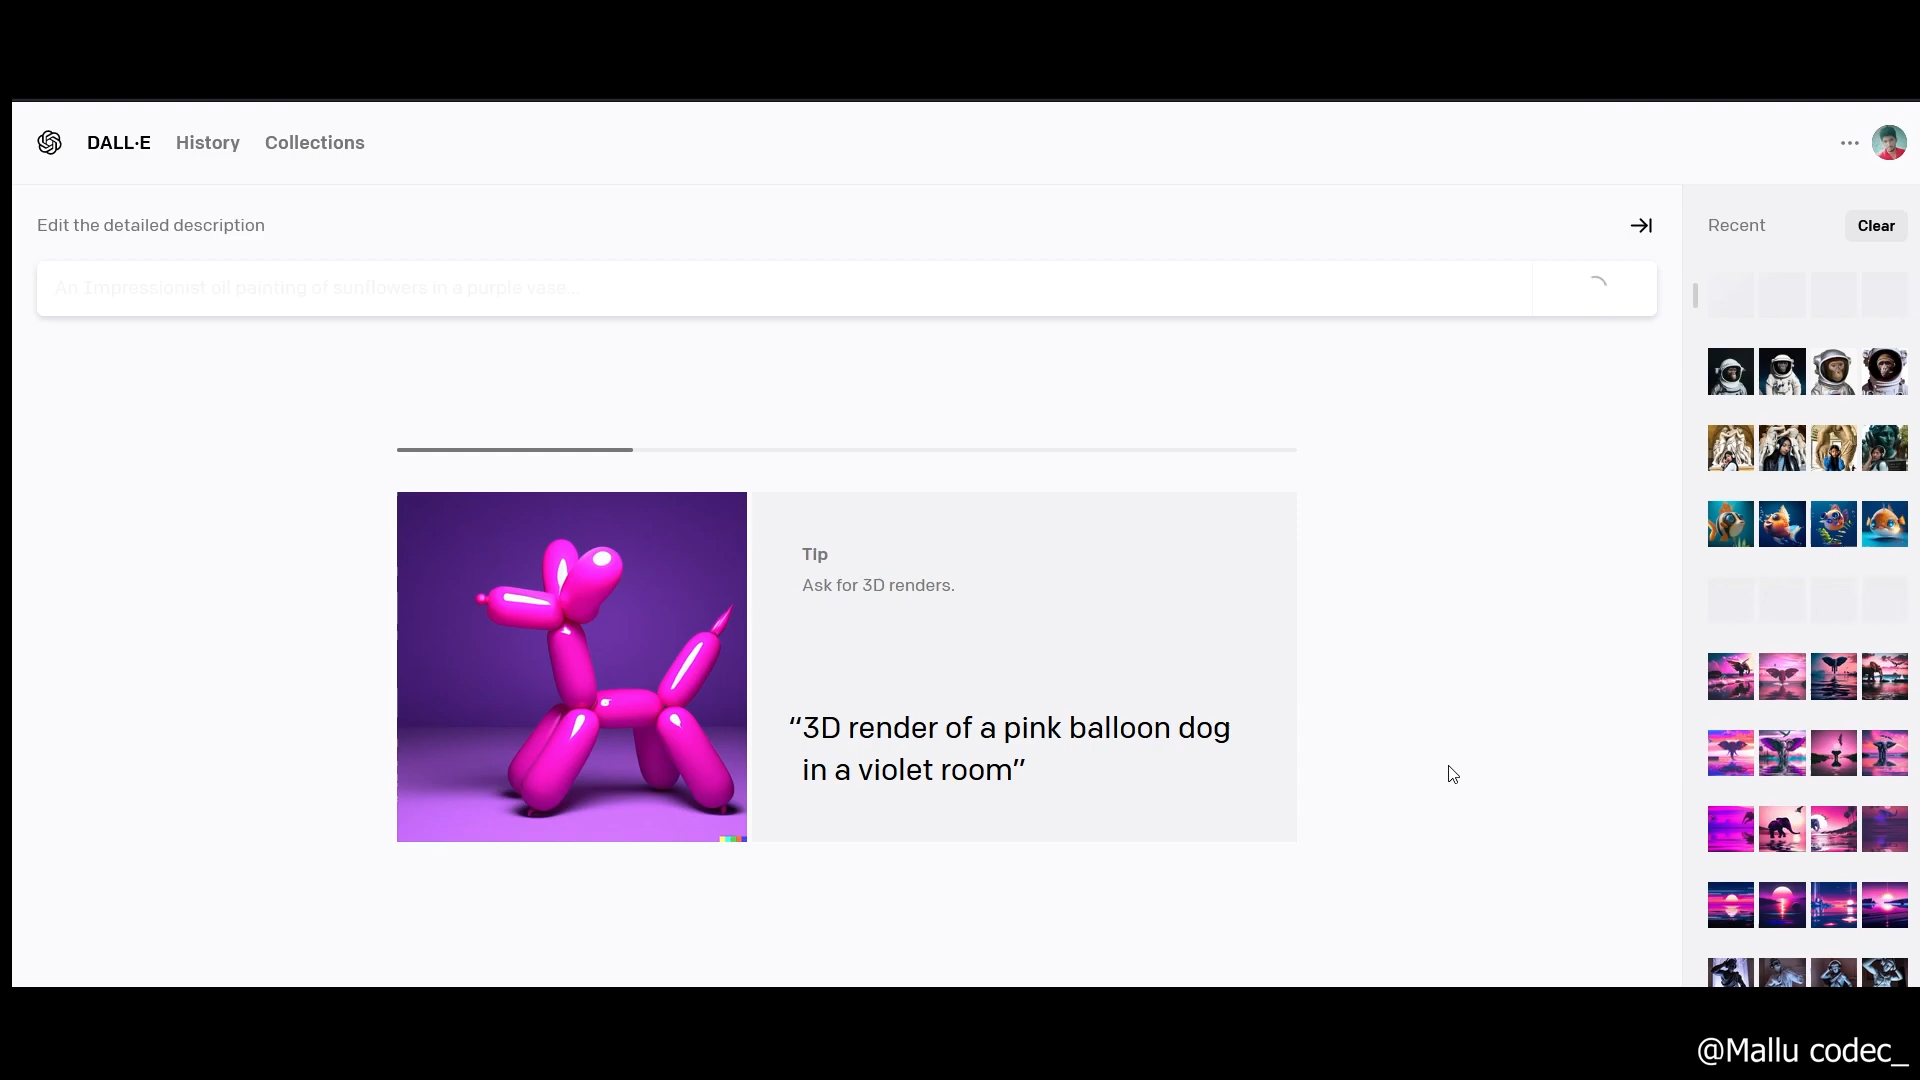 DALL·E History Collections
Edit the detailed description
Recent
Clear
An Impressionist oil painting of sunflowers in a purple vase...
Tip
Ask for 3D renders.
“3D render of a pink balloon dog
in a violet room”
@Mallu codec_